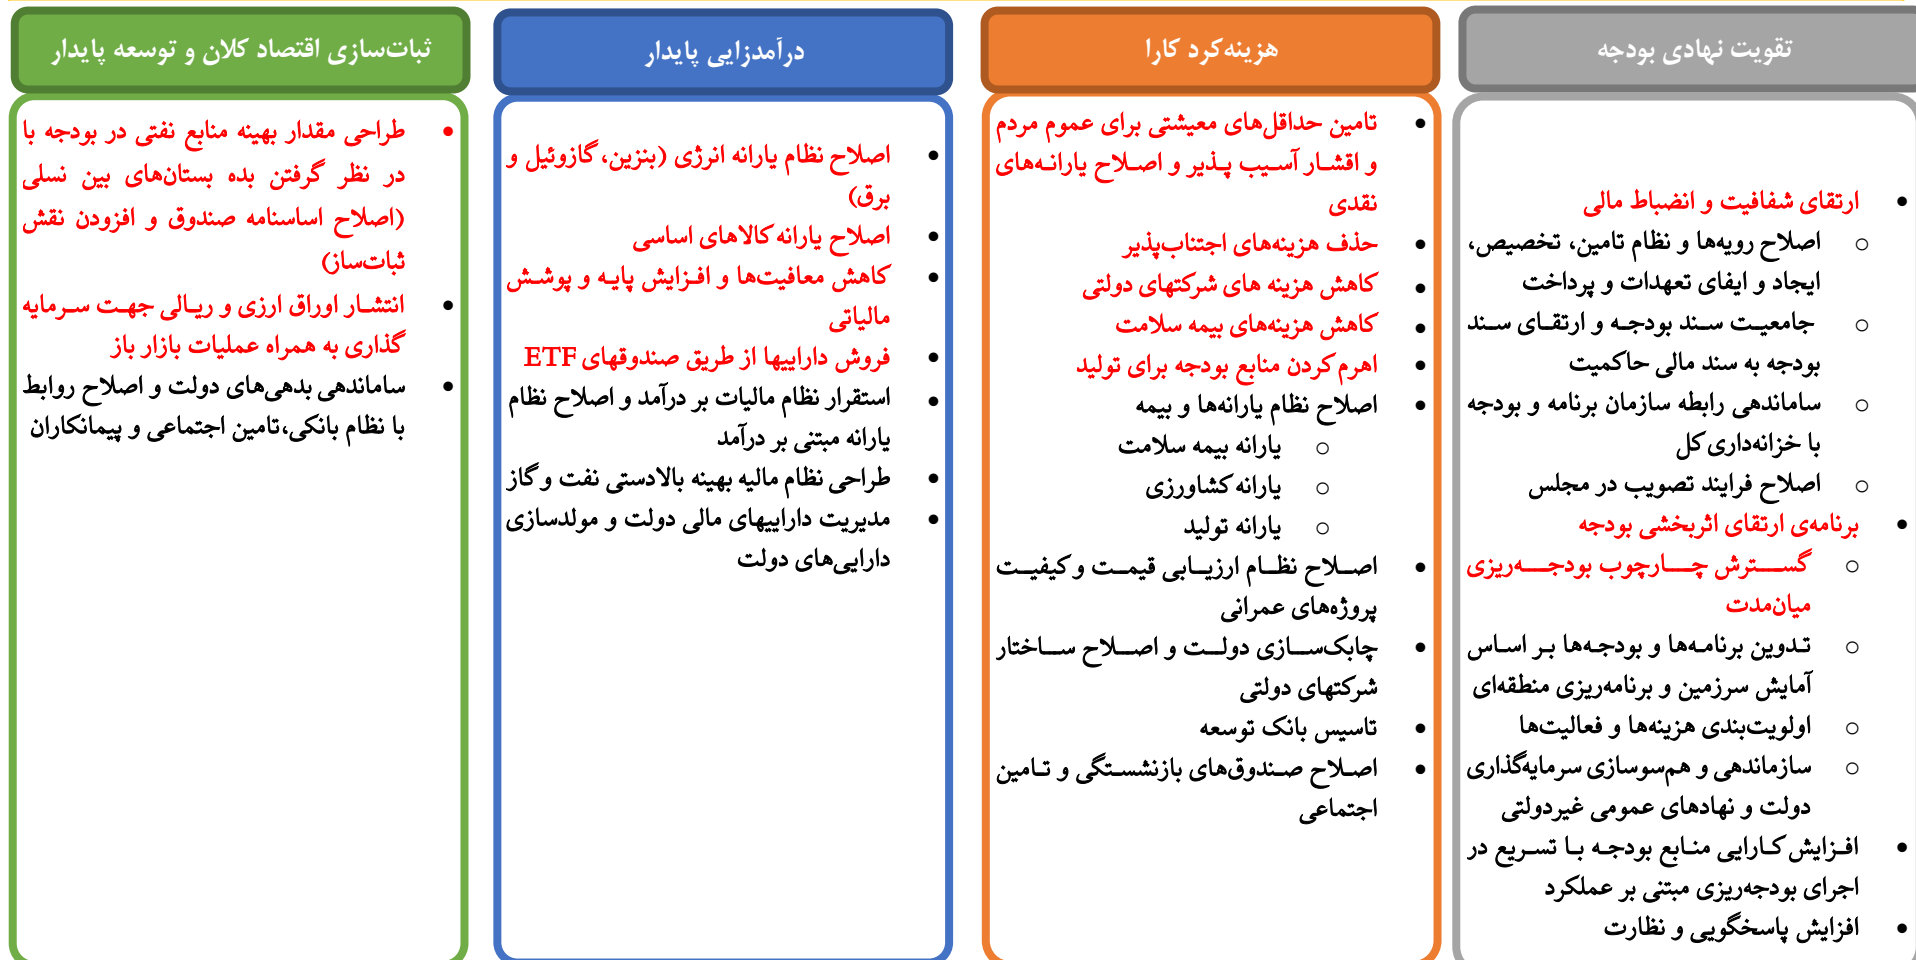 تقویت نهادی بودجه
ارتقای شفافیت و انضباط مالی
اصلاح رویه‌ها و نظام تامین، تخصیص،
ایجاد و ایفای تعهدات و پرداخت
جامعیت سند بودجه و ارتقای سند
بودجه به سند مالی حاکمیت
ساماندهی رابطه سازمان برنامه و بودجه
با خزانه‌داری کل
اصلاح فرایند تصویب در مجلس
برنامه‌ی ارتقای اثربخشی بودجه
گسترش چارچوب بودجه‌ریزی
میان‌مدت
تدوین برنامه‌ها و بودجه‌ها بر اساس
آمایش سرزمین و برنامه‌ریزی منطقه‌ای
اولویت‌بندی هزینه‌ها و فعالیت‌ها
سازماندهی و هم‌سوسازی سرمایه‌گذاری
دولت و نهادهای عمومی غیردولتی
افزایش کارایی منابع بودجه با تسریع در
اجرای بودجه‌ریزی مبتنی بر عملکرد
افزایش پاسخگویی و نظارت
هزینه‌کرد کارا
تامین حداقل‌های معیشتی برای عموم مردم
و اقشار آسیب پذیر و اصلاح یارانه‌های
نقدی
حذف هزینه‌های اجتناب‌پذیر
کاهش هزینه های شرکتهای دولتی
کاهش هزینه‌های بیمه سلامت
اهرم کردن منابع بودجه برای تولید
اصلاح نظام یارانه‌ها و بیمه
یارانه بیمه سلامت
یارانه کشاورزی
یارانه تولید
اصلاح نظام ارزیابی قیمت و کیفیت
پروژه‌های عمرانی
چابک‌سازی دولت و اصلاح ساختار
شرکتهای دولتی
تاسیس بانک توسعه
اصلاح صندوق‌های بازنشستگی و تامین
اجتماعی
درآمدزایی پایدار
اصلاح نظام یارانه انرژی (بنزین، گازوئیل و
برق)
اصلاح یارانه کالاهای اساسی
کاهش معافیت‌ها و افزایش پایه و پوشش
مالیاتی
فروش داراییها از طریق صندوقهای ETF
استقرار نظام مالیات بر درآمد و اصلاح نظام
یارانه مبتنی بر درآمد
طراحی نظام مالیه بهینه بالادستی نفت و گاز
مدیریت داراییهای مالی دولت و مولدسازی
دارایی‌های دولت
ثبات‌سازی اقتصاد کلان و توسعه پایدار
طراحی مقدار بهینه منابع نفتی در بودجه با
در نظر گرفتن بده بستان‌های بین نسلی
(اصلاح اساسنامه صندوق و افزودن نقش
ثبات‌ساز)
انتشار اوراق ارزی و ریالی جهت سرمایه
گذاری به همراه عملیات بازار باز
ساماندهی بدهی‌های دولت و اصلاح روابط
با نظام بانکی،تامین اجتماعی و پیمانکاران